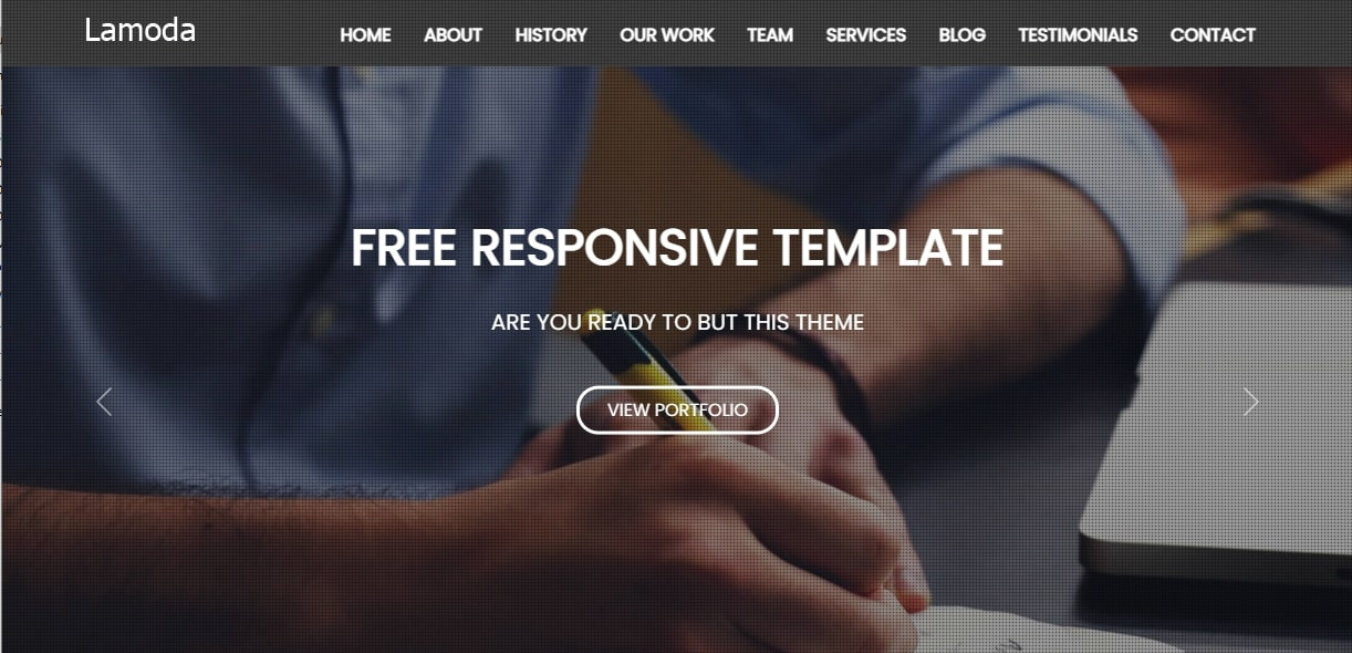 Lamoda
HOME ABOUT HISTORY OUR WORK TEAM SERVICES BLOG TESTIMONIALS CONTACT
FREE RESPONSIVE TEMPLATE
ARE YOU READY TO BUT THIS THEME
VIEW PORTFOLIO